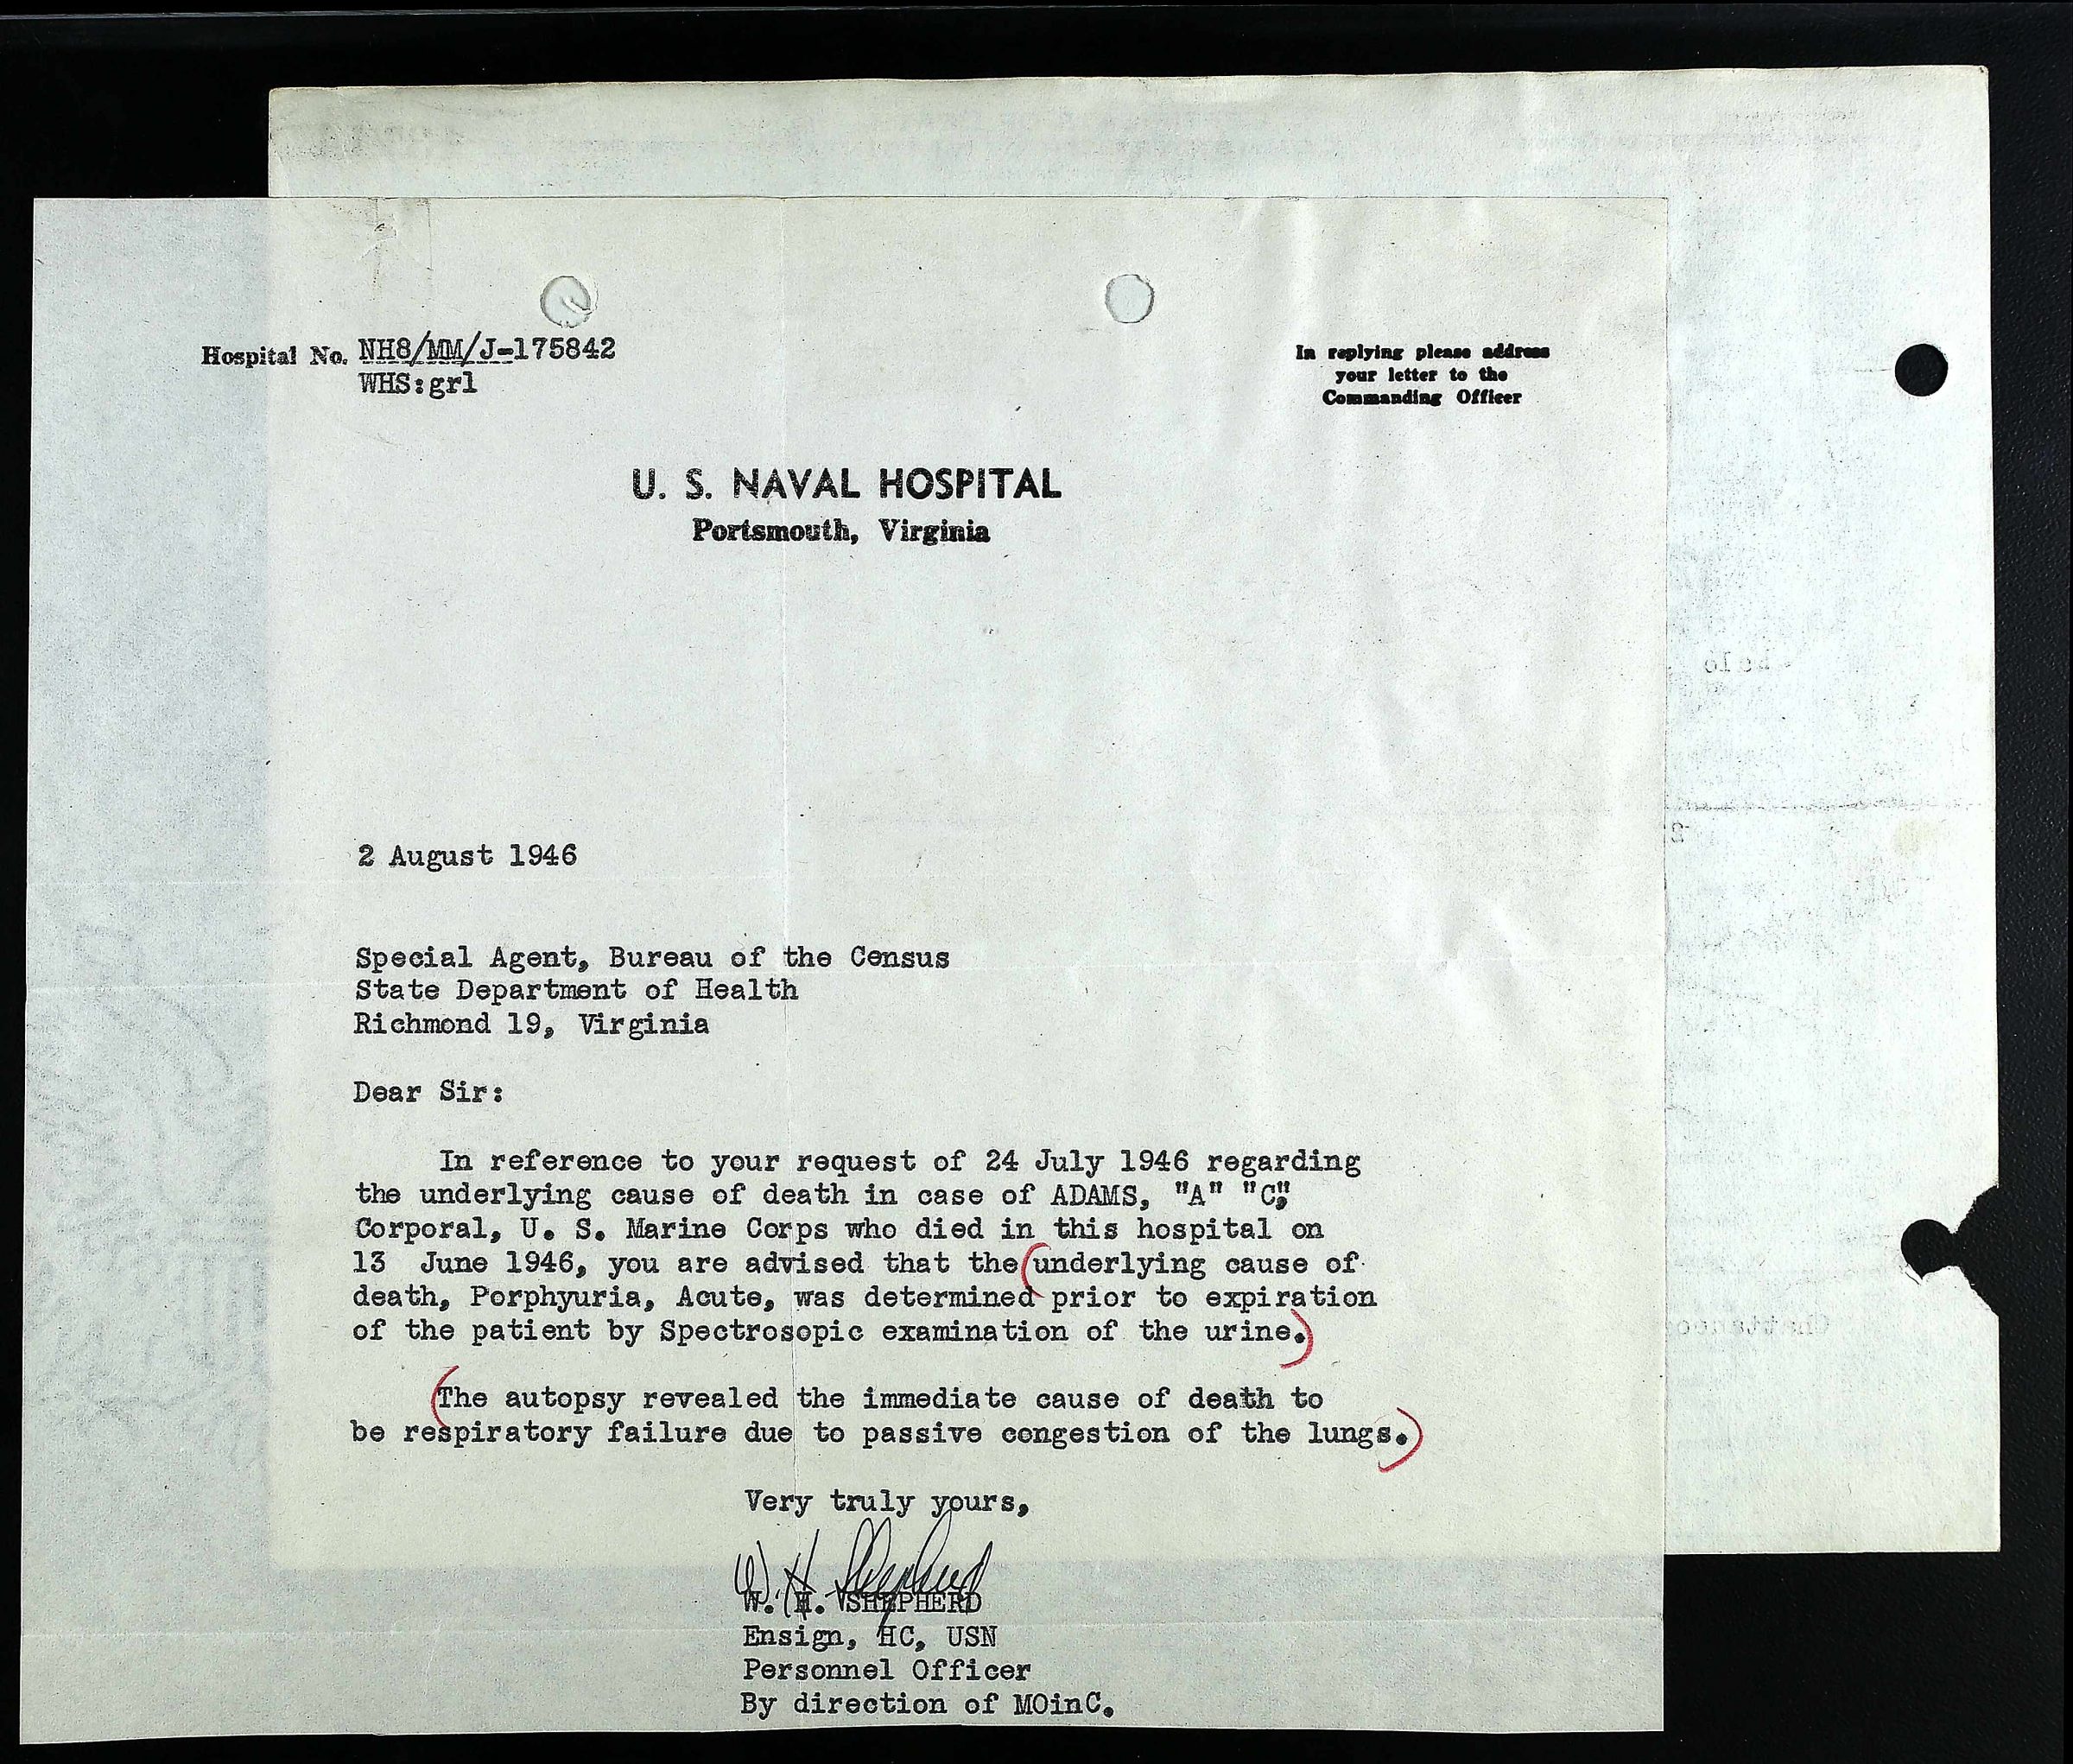 Hospital No. NH8/MM/J-175842
WHS:grl
In replying please address
your letter to the
Commanding Officer
U. S. NAVAL HOSPITAL
Portsmouth, Virginia
2 August 1946
Special Agent, Bureau of the Census
State Department of Health
Richmond 19, Virginia
Dear Sir:
In reference to your request of 24 July 1946 regarding
the underlying cause of death in case of ADAMS, "A" "C",
Corporal, U. S. Marine Corps who died in this hospital on
13 June 1946, you are advised that the (underlying cause of
death, Porphyuria, Acute, was determined prior to expiration
of the patient by Spectrosopic examination of the urine.)
(The autopsy revealed the immediate cause of death to
be respiratory failure due to passive congestion of the lungs.)
Very truly yours,
W. H. Shepherd
W. H. SHEPHERD
Ensign, HC, USN
Personnel Officer
By direction of MOinC.